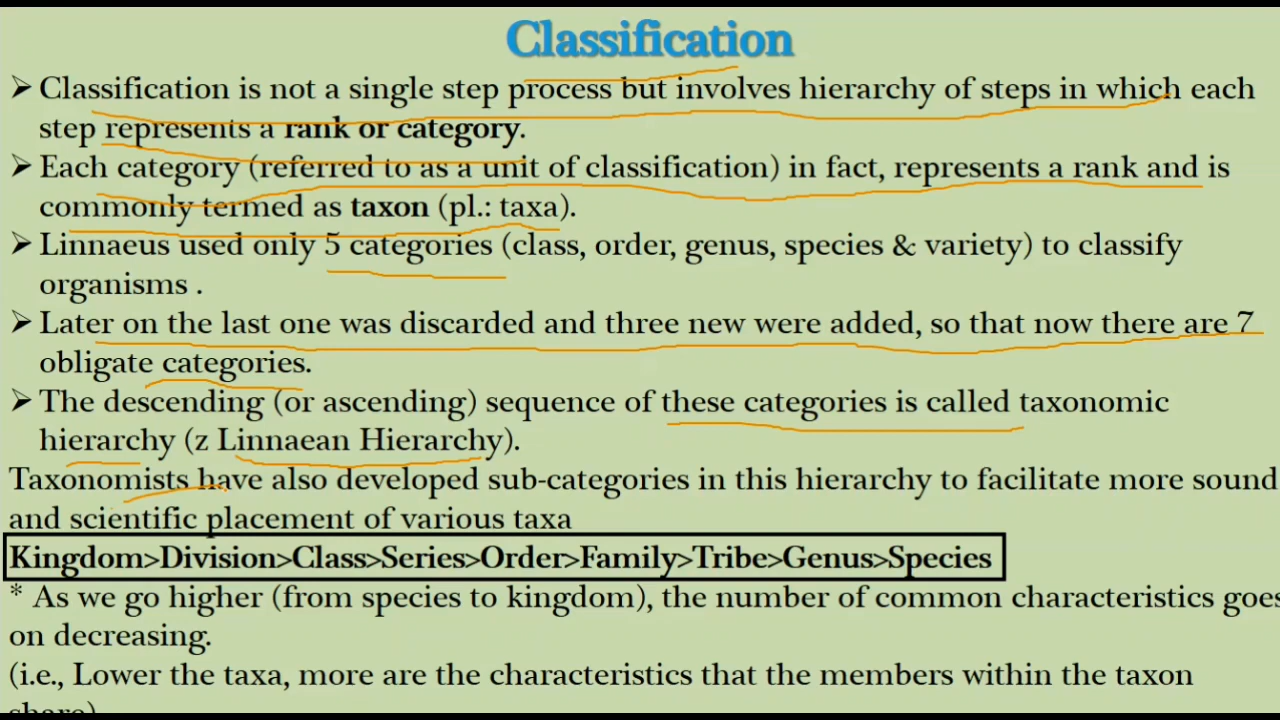 Classification
➢ Classification is not a single step process but involves hierarchy of steps in which each
step represents a rank or category.
➢ Each category (referred to as a unit of classification) in fact, represents a rank and is
commonly termed as taxon (pl.: taxa).
➢ Linnaeus used only 5 categories (class, order, genus, species & variety) to classify
organisms .
➢ Later on the last one was discarded and three new were added, so that now there are 7
obligate categories.
➢ The descending (or ascending) sequence of these categories is called taxonomic
hierarchy (z Linnaean Hierarchy).
Taxonomists have also developed sub-categories in this hierarchy to facilitate more sound
and scientific placement of various taxa
Kingdom>Division>Class>Series>Order>Family>Tribe>Genus>Species
* As we go higher (from species to kingdom), the number of common characteristics goes
on decreasing.
(i.e., Lower the taxa, more are the characteristics that the members within the taxon
share)